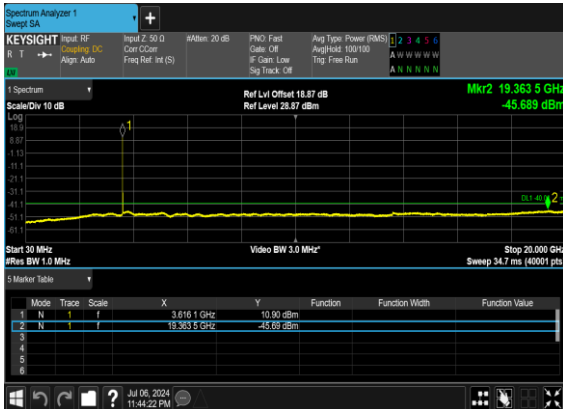 Spectrum Analyzer 1
Swept SA
KEYSIGHT
R T
Input: RF
Coupling: DC
Align: Auto
Input Z: 50 Ω
Corr CCorr
Freq Ref: Int (S)
#Atten: 20 dB
PNO: Fast
Gate: Off
IF Gain: Low
Sig Track: Off
Avg Type: Power (RMS)
Avg|Hold: 100/100
Trig: Free Run
1 2 3 4 5 6
A W W W W W
A N N N N N
1 Spectrum
Scale/Div 10 dB
Ref Lvl Offset 18.87 dB
Ref Level 28.87 dBm
Mkr2 19.363 5 GHz
-45.689 dBm
Log
18.9
8.87
-1.13
-11.1
-21.1
-31.1
-41.1
-51.1
-61.1
1
2
Start 30 MHz
#Res BW 1.0 MHz
Video BW 3.0 MHz*
Stop 20.000 GHz
Sweep 34.7 ms (40001 pts)
5 Marker Table
Mode Trace Scale X Y Function Function Width Function Value
1 N 1 f 3.616 1 GHz 10.90 dBm
2 N 1 f 19.363 5 GHz -45.69 dBm
3
4
5
6
Jul 06, 2024
11:44:22 PM